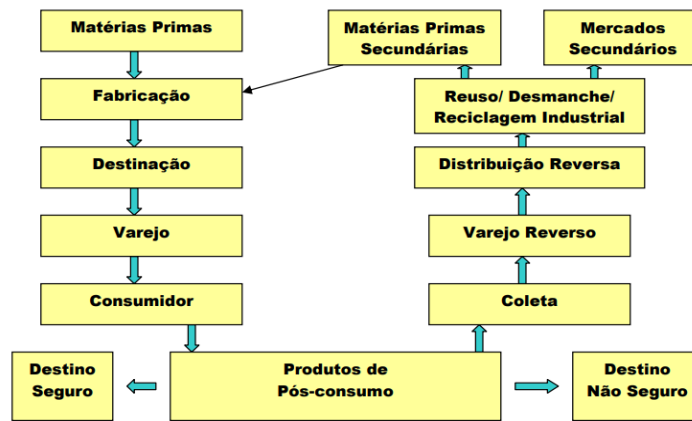 Matérias Primas
Fabricação
Destinação
Varejo
Consumidor
Matérias Primas
Secundárias
Mercados
Secundários
Reuso/ Desmanche/
Reciclagem Industrial
Distribuição Reversa
Varejo Reverso
Coleta
Destino
Seguro
Produtos de
Pós-consumo
Destino
Não Seguro